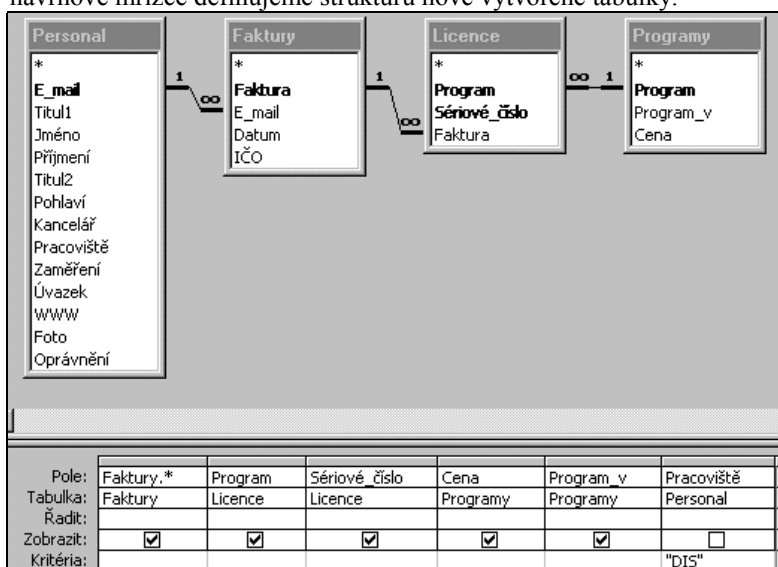 návrhové mřížce definujeme strukturu nově vytvořené tabulky.
Personal
*
E_mail
Titul1
Jméno
Příjmení
Titul2
Pohlaví
Kancelář
Pracoviště
Zaměření
Úvazek
WWW
Foto
Oprávnění
1
∞
Faktury
*
Faktura
E_mail
Datum
IČO
1
∞
Licence
*
Program
Sériové_číslo
Faktura
∞ 1
Programy
*
Program
Program_v
Cena
Pole: Faktury.* Program Sériové_číslo Cena Program_v Pracoviště
Tabulka: Faktury Licence Licence Programy Programy Personal
Řadit:
Zobrazit:
Kritéria: "DIS"